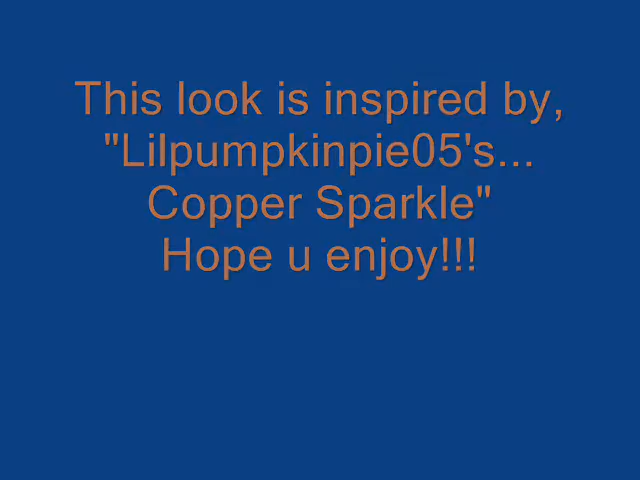 This look is inspired by,
"Lilpumpkinpie05's...
Copper Sparkle"
Hope u enjoy!!!